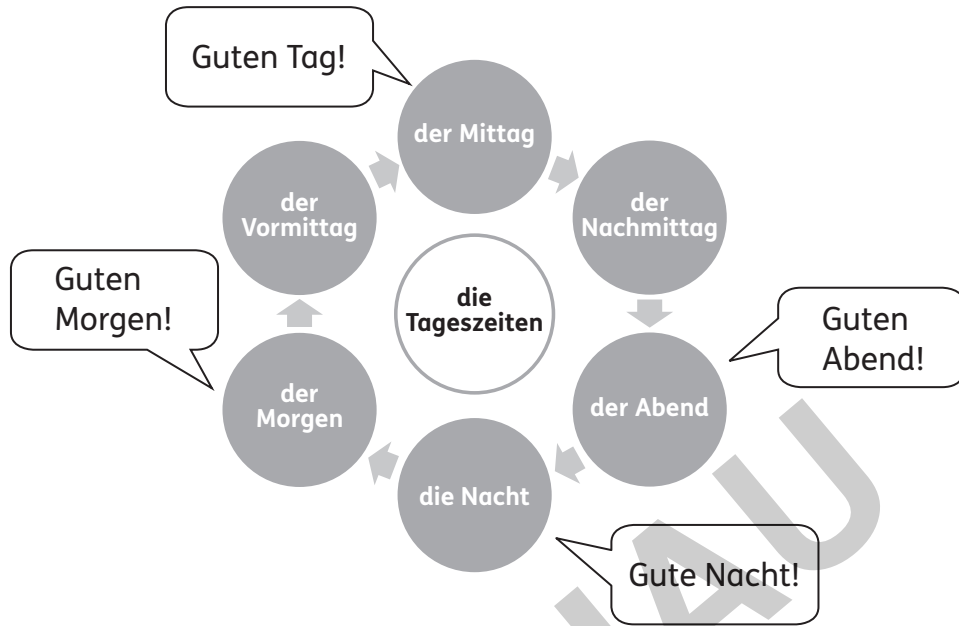 Guten Tag!
der Mittag
der
Vormittag
der
Nachmittag
Guten
Morgen!
die
Tageszeiten
Guten
Abend!
der
Morgen
der Abend
die Nacht
Gute Nacht!